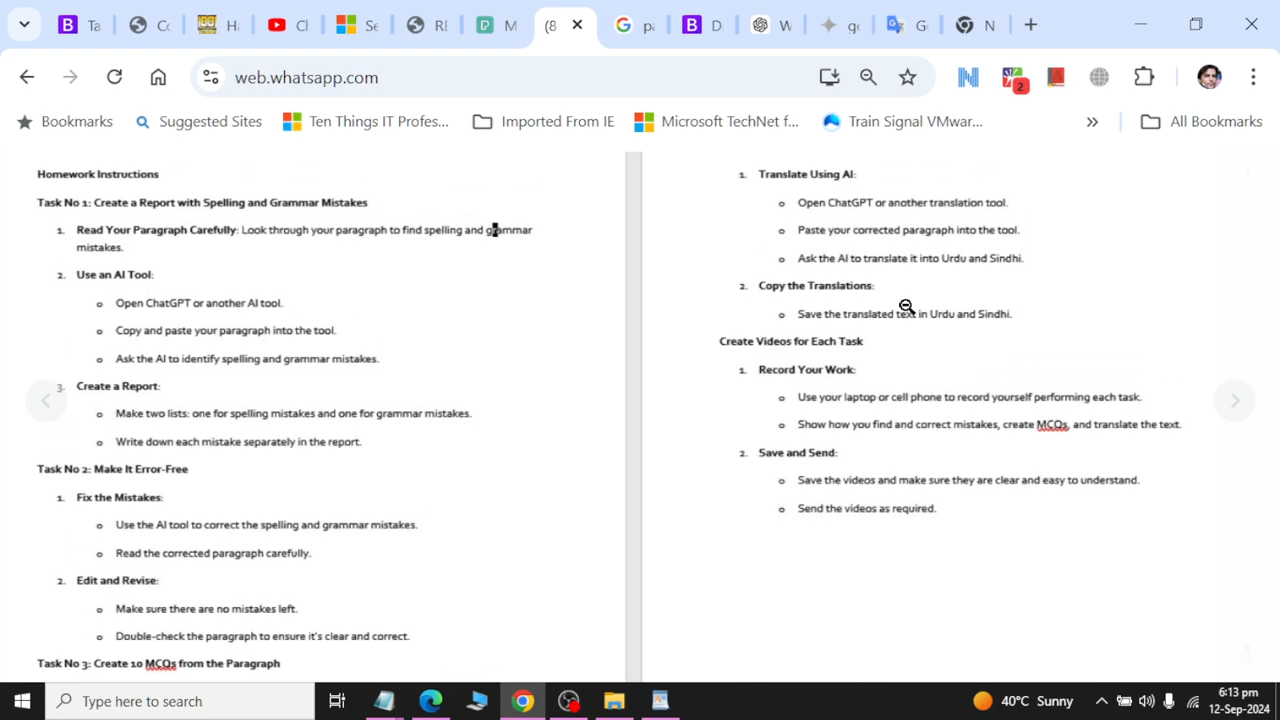 Ta
Co
Ha
Cl
Se
Ri
M
(8
pa
D
W
ge
Go
N
web.whatsapp.com
2
Bookmarks
Suggested Sites
Ten Things IT Profes...
Imported From IE
Microsoft TechNet f...
Train Signal VMwar...
All Bookmarks
Homework Instructions
Task No 1: Create a Report with Spelling and Grammar Mistakes
1. Read Your Paragraph Carefully: Look through your paragraph to find spelling and grammar
mistakes.
2. Use an AI Tool:
o Open ChatGPT or another AI tool.
o Copy and paste your paragraph into the tool.
o Ask the AI to identify spelling and grammar mistakes.
3. Create a Report:
o Make two lists: one for spelling mistakes and one for grammar mistakes.
o Write down each mistake separately in the report.
Task No 2: Make It Error-Free
1. Fix the Mistakes:
o Use the AI tool to correct the spelling and grammar mistakes.
o Read the corrected paragraph carefully.
2. Edit and Revise:
o Make sure there are no mistakes left.
o Double-check the paragraph to ensure it's clear and correct.
Task No 3: Create 10 MCQs from the Paragraph
1. Translate Using AI:
o Open ChatGPT or another translation tool.
o Paste your corrected paragraph into the tool.
o Ask the AI to translate it into Urdu and Sindhi.
2. Copy the Translations:
o Save the translated text in Urdu and Sindhi.
Create Videos for Each Task
1. Record Your Work:
o Use your laptop or cell phone to record yourself performing each task.
o Show how you find and correct mistakes, create MCQs, and translate the text.
2. Save and Send:
o Save the videos and make sure they are clear and easy to understand.
o Send the videos as required.
Type here to search
40°C Sunny
6:13 pm
12-Sep-2024